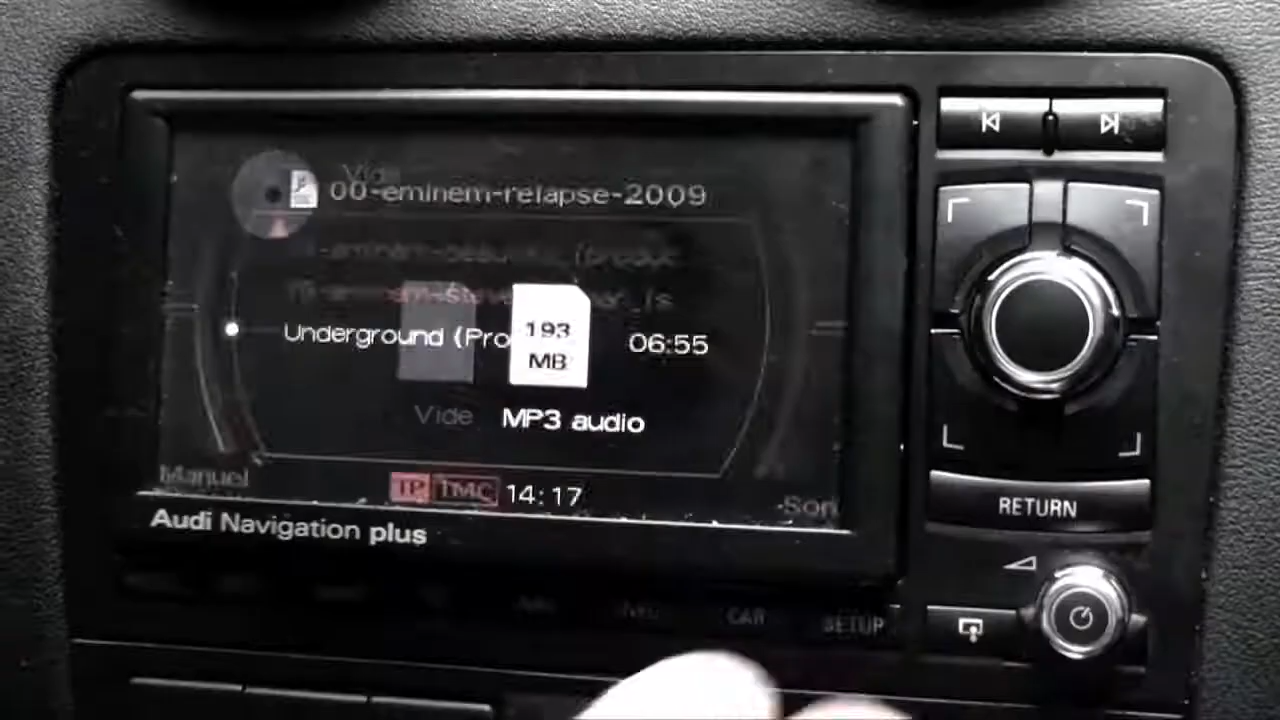 Vide
00-eminem-relapse-2009
Underground (Pro
193
MB
06:55
Vide
MP3 audio
Manuel
TP TMC 14:17
Son
Audi Navigation plus
CAR
SETUP
RETURN